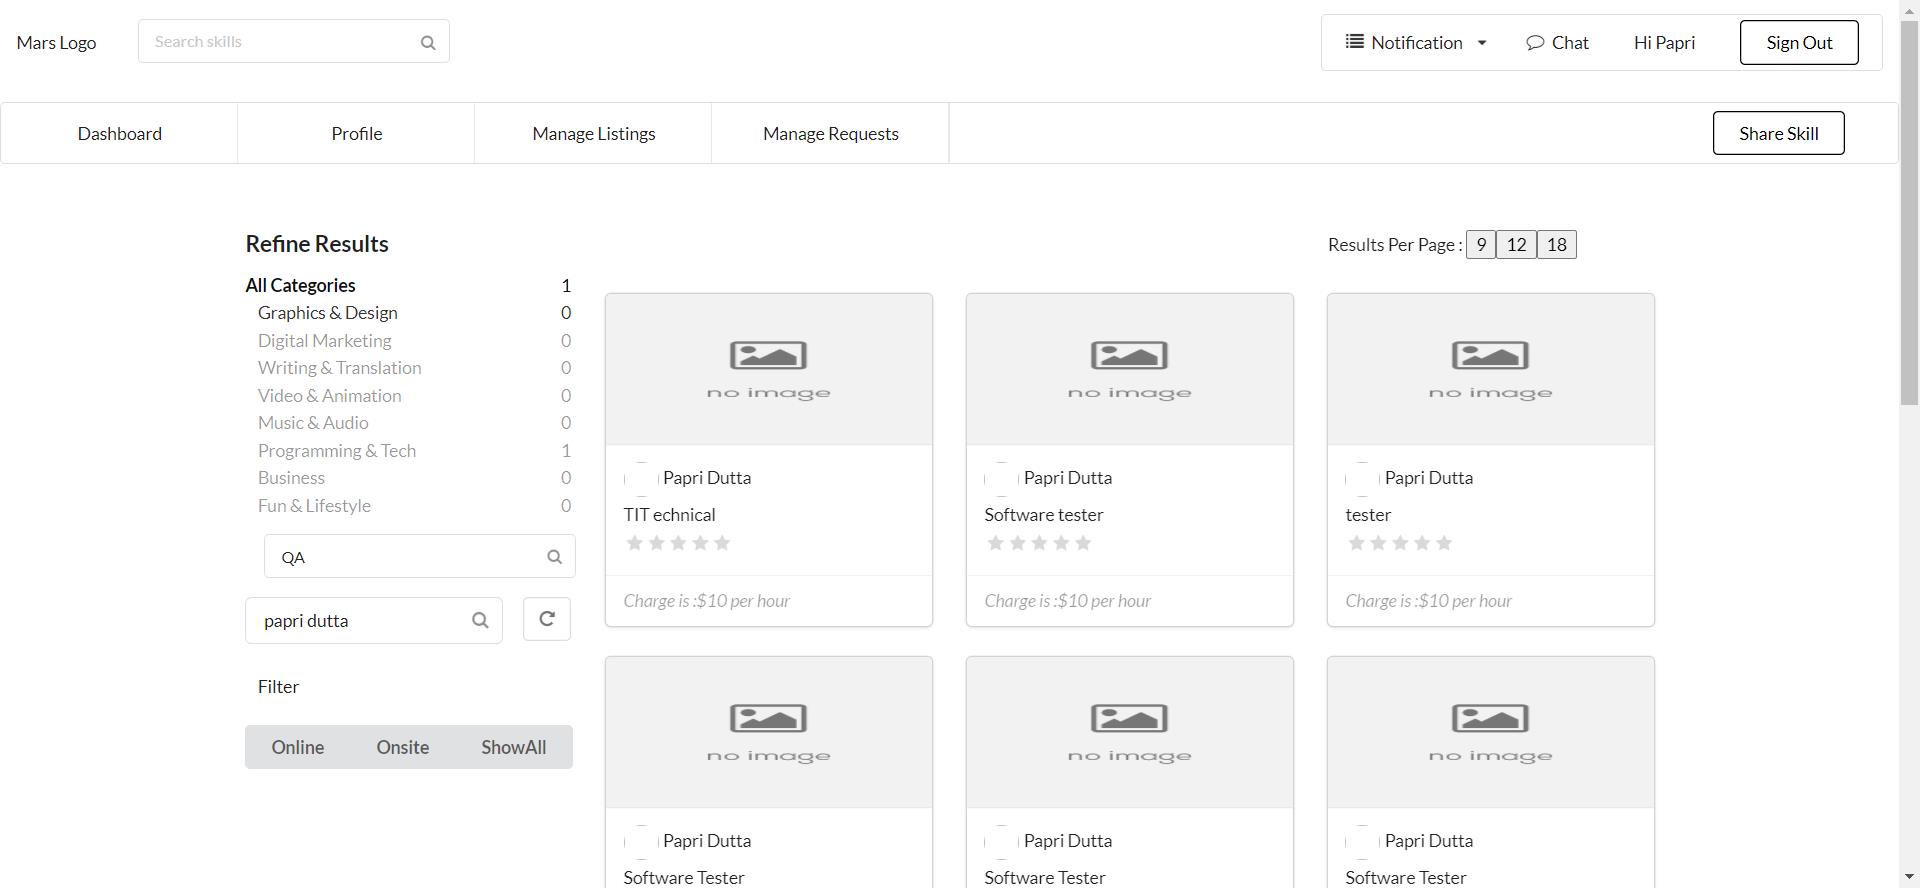 Mars Logo
Search skills
Notification
Chat
Hi Papri
Sign Out
Dashboard
Profile
Manage Listings
Manage Requests
Share Skill
Refine Results
Results Per Page : 9 12 18
All Categories 1
Graphics & Design 0
Digital Marketing 0
Writing & Translation 0
Video & Animation 0
Music & Audio 0
Programming & Tech 1
Business 0
Fun & Lifestyle 0
QA
papri dutta
Filter
Online Onsite ShowAll
no image
Papri Dutta
TIT echnical
Charge is :$10 per hour
no image
Papri Dutta
Software tester
Charge is :$10 per hour
no image
Papri Dutta
tester
Charge is :$10 per hour
no image
Papri Dutta
Software Tester
no image
Papri Dutta
Software Tester
no image
Papri Dutta
Software Tester